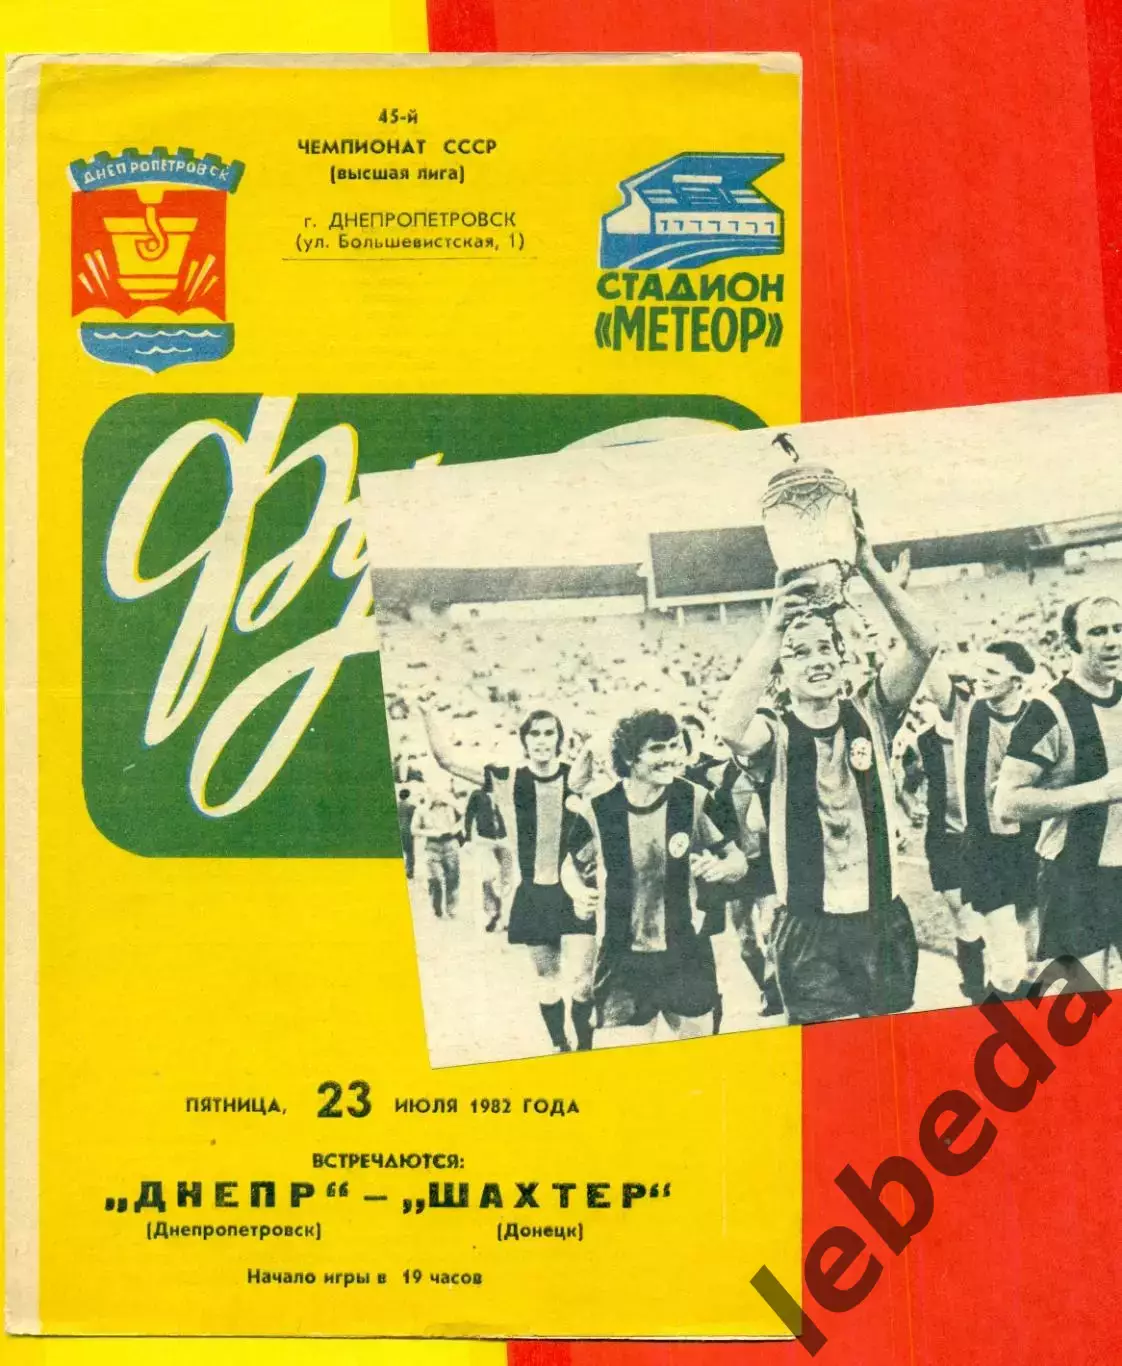 45-й
ЧЕМПИОНАТ СССР
(высшая лига)
г. ДНЕПРОПЕТРОВСК
(ул. Большевистская, 1)
ДНЕПРОПЕТРОВСК
СТАДИОН
«МЕТЕОР»
ПЯТНИЦА, 23 ИЮЛЯ 1982 ГОДА
ВСТРЕЧАЮТСЯ:
„ДНЕПР“ – „ШАХТЕР“
(Днепропетровск) (Донецк)
Начало игры в 19 часов
lebeda